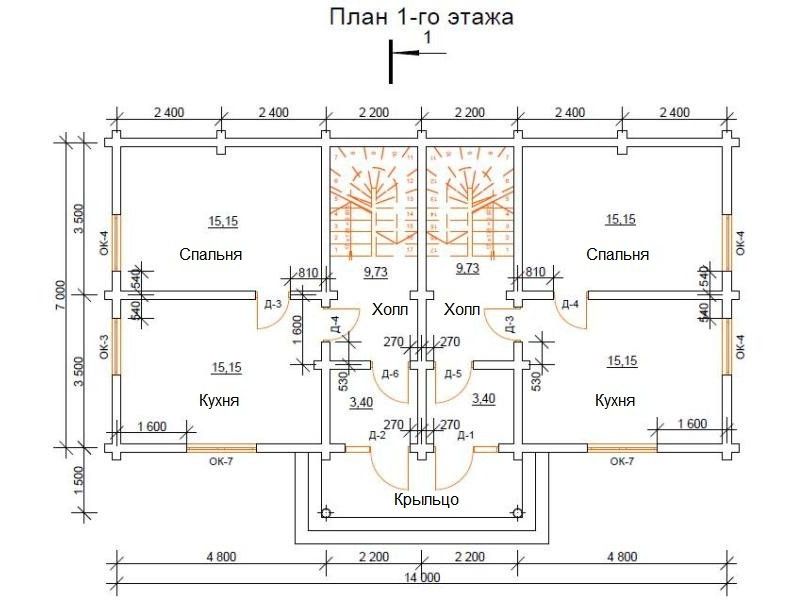 План 1-го этажа
1
2 400 2 400 2 200 2 200 2 400 2 400
3 500
7 000
3 500
1 500
15,15
Спальня
15,15
Спальня
ОК-4
ОК-4
9,73
9,73
Холл
Холл
810
810
540
540
540
540
Д-3
Д-4
Д-3
Д-4
1 600
270
270
ОК-3
ОК-4
15,15
Кухня
15,15
Кухня
530
530
Д-6
Д-5
3,40
3,40
1 600
1 600
270
270
Д-2
Д-1
ОК-7
ОК-7
Крыльцо
4 800 2 200 2 200 4 800
14 000